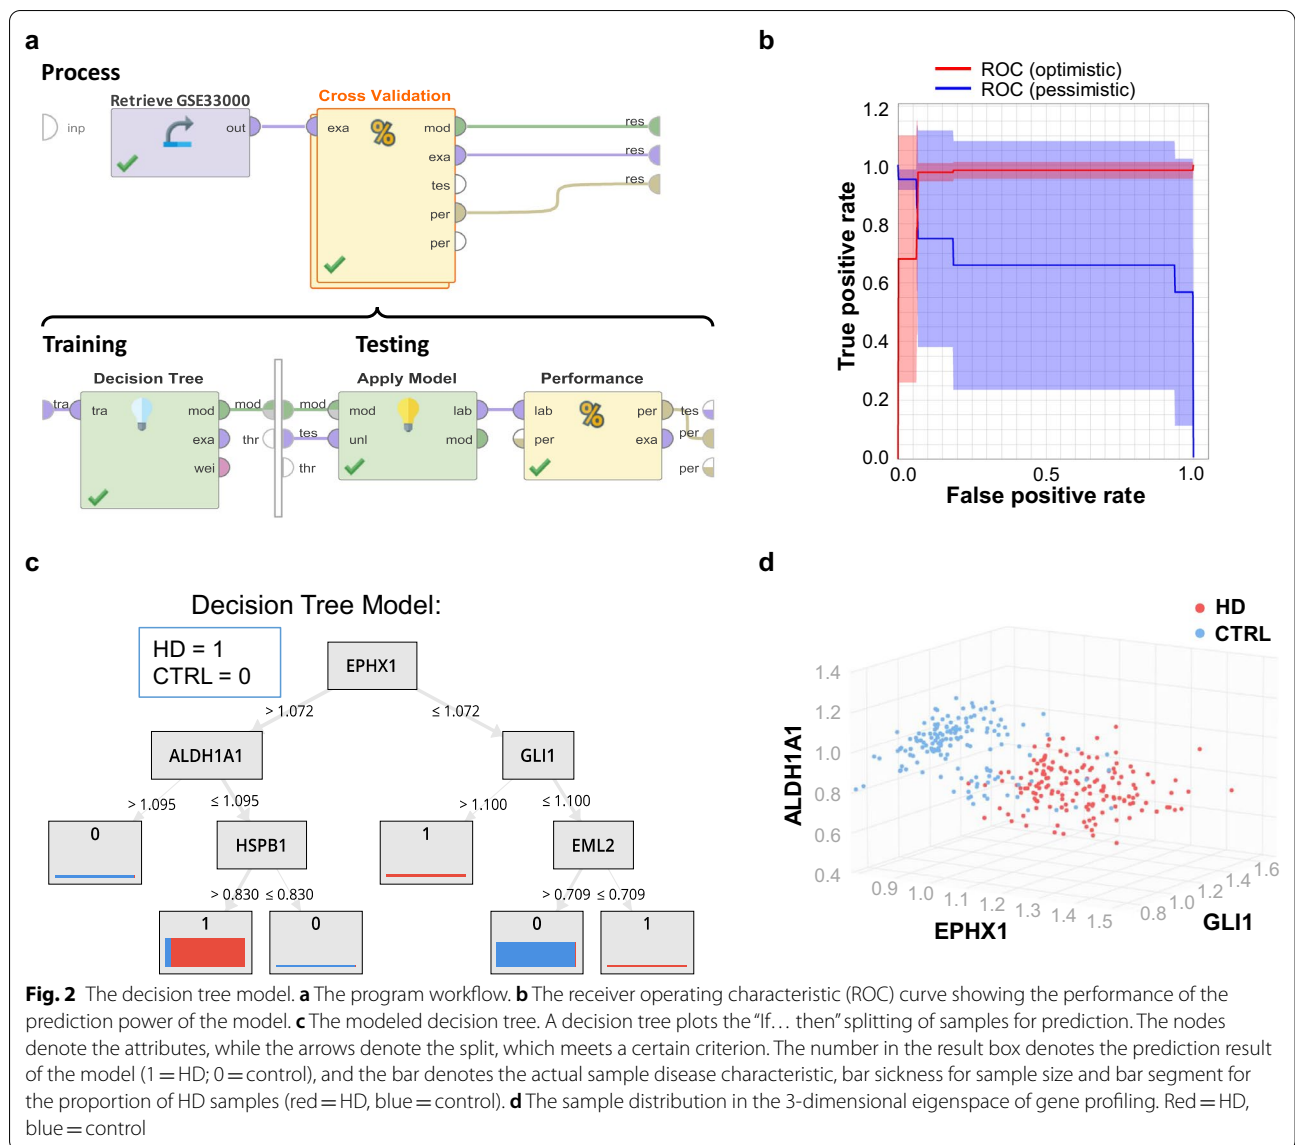 a
Process
Retrieve GSE33000
Cross Validation
inp
out
exa
mod
exa
tes
per
per
res
res
res
Training
Testing
Decision Tree
Apply Model
Performance
tra
tra
mod
exa
wei
mod
thr
mod
tes
thr
mod
unl
lab
mod
lab
per
per
exa
tes
per
per
b
ROC (optimistic)
ROC (pessimistic)
1.2
1.0
0.8
0.6
0.4
0.2
0.0
True positive rate
0.0
0.5
1.0
False positive rate
c
Decision Tree Model:
HD = 1
CTRL = 0
EPHX1
> 1.072
≤ 1.072
ALDH1A1
GLI1
> 1.095
≤ 1.095
> 1.100
≤ 1.100
0
HSPB1
1
EML2
> 0.830
≤ 0.830
> 0.709
≤ 0.709
1
0
0
1
d
HD
CTRL
1.4
1.2
1.0
0.8
0.6
0.4
ALDH1A1
0.9
1.0
1.1
1.2
1.3
1.4
1.5
EPHX1
0.8
1.0
1.2
1.4
1.6
GLI1
Fig. 2 The decision tree model. a The program workflow. b The receiver operating characteristic (ROC) curve showing the performance of the
prediction power of the model. c The modeled decision tree. A decision tree plots the “If… then” splitting of samples for prediction. The nodes
denote the attributes, while the arrows denote the split, which meets a certain criterion. The number in the result box denotes the prediction result
of the model (1 = HD; 0 = control), and the bar denotes the actual sample disease characteristic, bar sickness for sample size and bar segment for
the proportion of HD samples (red = HD, blue = control). d The sample distribution in the 3-dimensional eigenspace of gene profiling. Red = HD,
blue = control